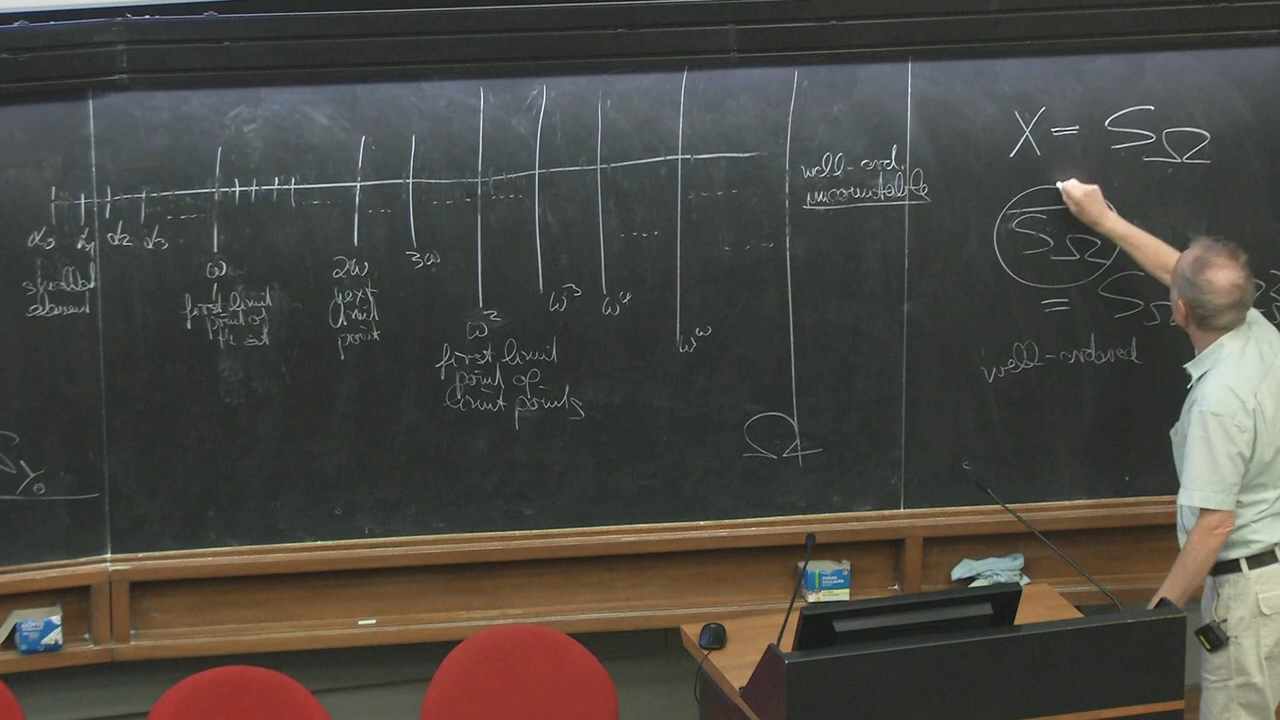 α₀ α₁ α₂ α₃
smallest
element
ω
first limit
point of
the set
2ω
next
limit
point
3ω
ω²
first limit
point of
limit points
ω³
ω⁴
ω^ω
Ω
well-ord.
uncountable
X = S_Ω
S̅_Ω
= S_Ω
well-ordered